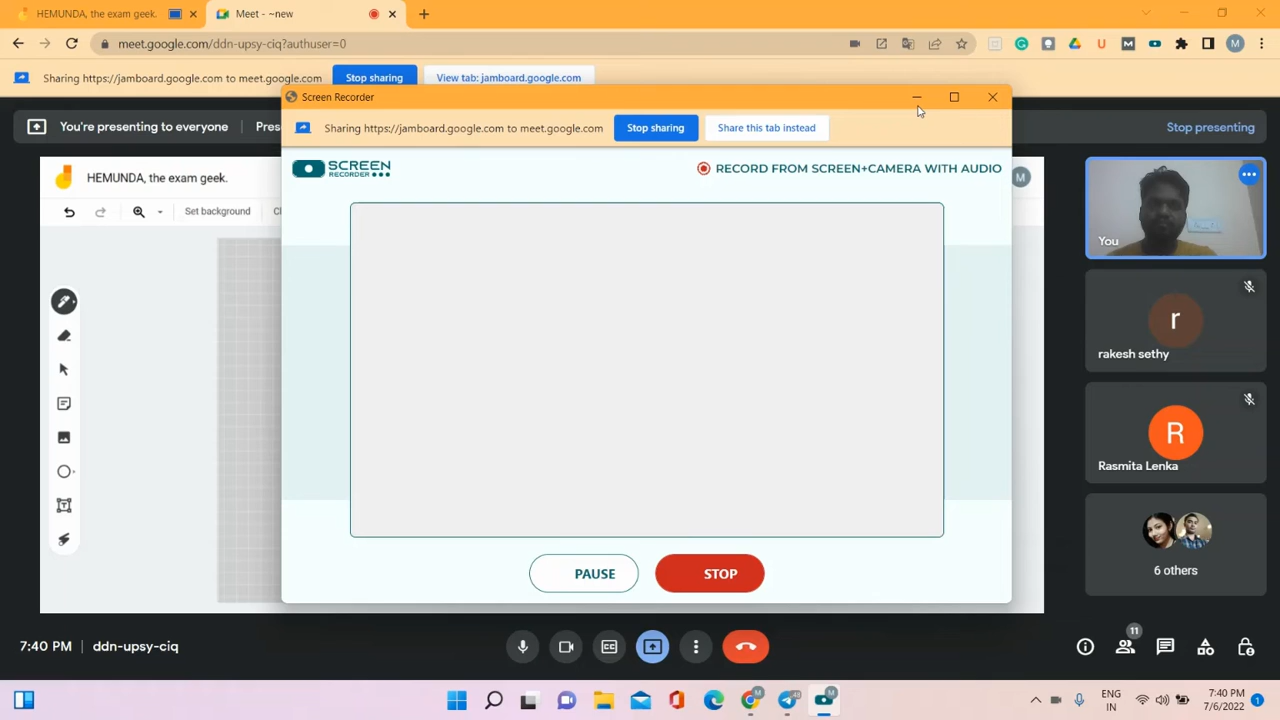 HEMUNDA, the exam geek.
Meet - ~new
meet.google.com/ddn-upsy-ciq?authuser=0
M
Sharing https://jamboard.google.com to meet.google.com
Stop sharing
View tab: jamboard.google.com
Screen Recorder
You're presenting to everyone
Pres
Sharing https://jamboard.google.com to meet.google.com
Stop sharing
Share this tab instead
Stop presenting
HEMUNDA, the exam geek.
SCREEN
RECORDER
RECORD FROM SCREEN+CAMERA WITH AUDIO
M
Set background
You
r
rakesh sethy
R
Rasmita Lenka
6 others
PAUSE
STOP
7:40 PM
ddn-upsy-ciq
11
ENG
IN
7:40 PM
7/6/2022
1